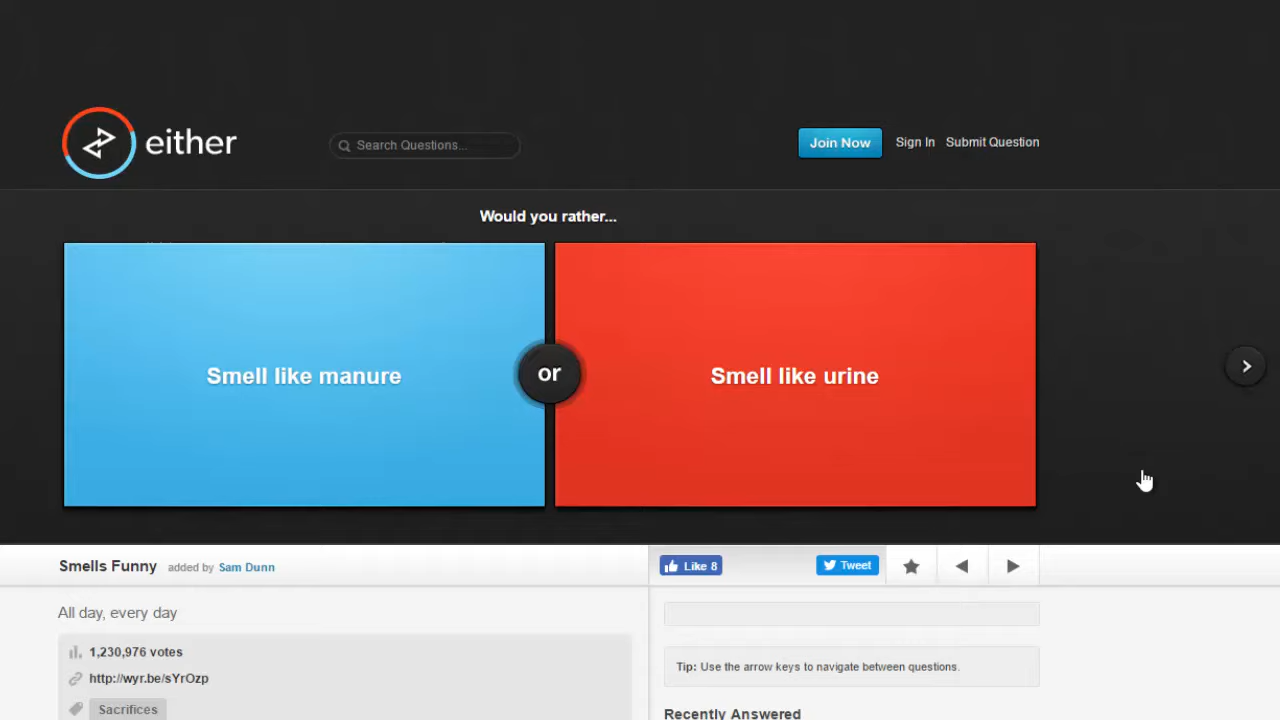 either
Search Questions...
Join Now
Sign In
Submit Question
Would you rather...
Smell like manure
or
Smell like urine
Smells Funny added by Sam Dunn
Like 8
Tweet
All day, every day
1,230,976 votes
http://wyr.be/sYrOzp
Sacrifices
Tip: Use the arrow keys to navigate between questions.
Recently Answered